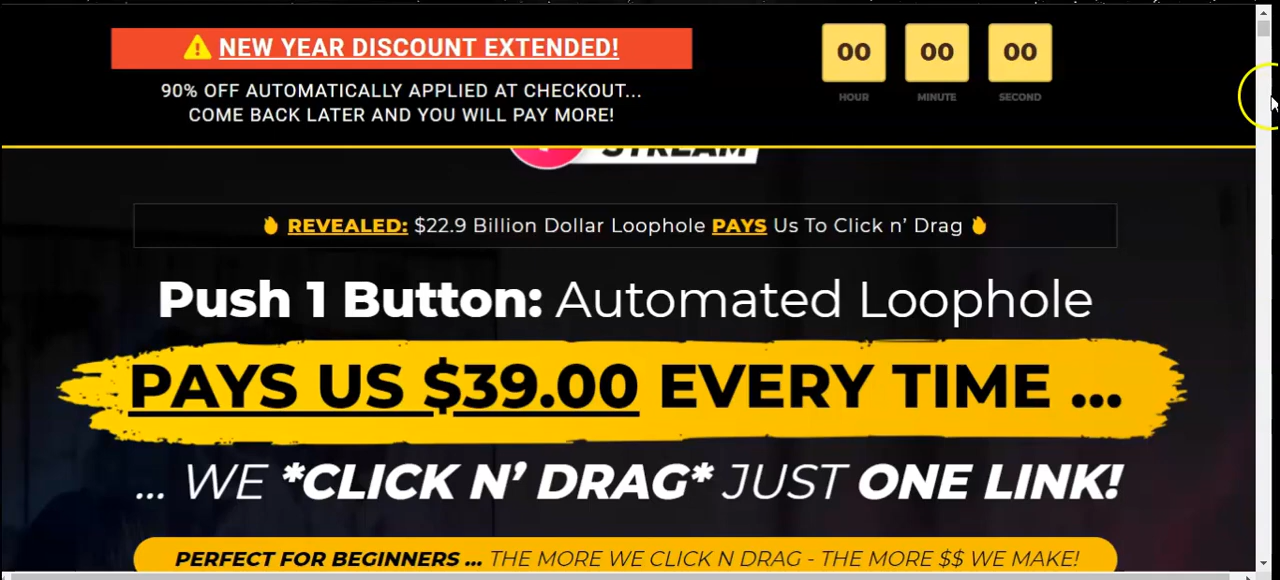 ⚠ NEW YEAR DISCOUNT EXTENDED!
90% OFF AUTOMATICALLY APPLIED AT CHECKOUT...
COME BACK LATER AND YOU WILL PAY MORE!
00 00 00
HOUR MINUTE SECOND
STREAM
🔥 REVEALED: $22.9 Billion Dollar Loophole PAYS Us To Click n’ Drag 🔥
Push 1 Button: Automated Loophole
PAYS US $39.00 EVERY TIME ...
... WE *CLICK N’ DRAG* JUST ONE LINK!
PERFECT FOR BEGINNERS ... THE MORE WE CLICK N DRAG - THE MORE $$ WE MAKE!